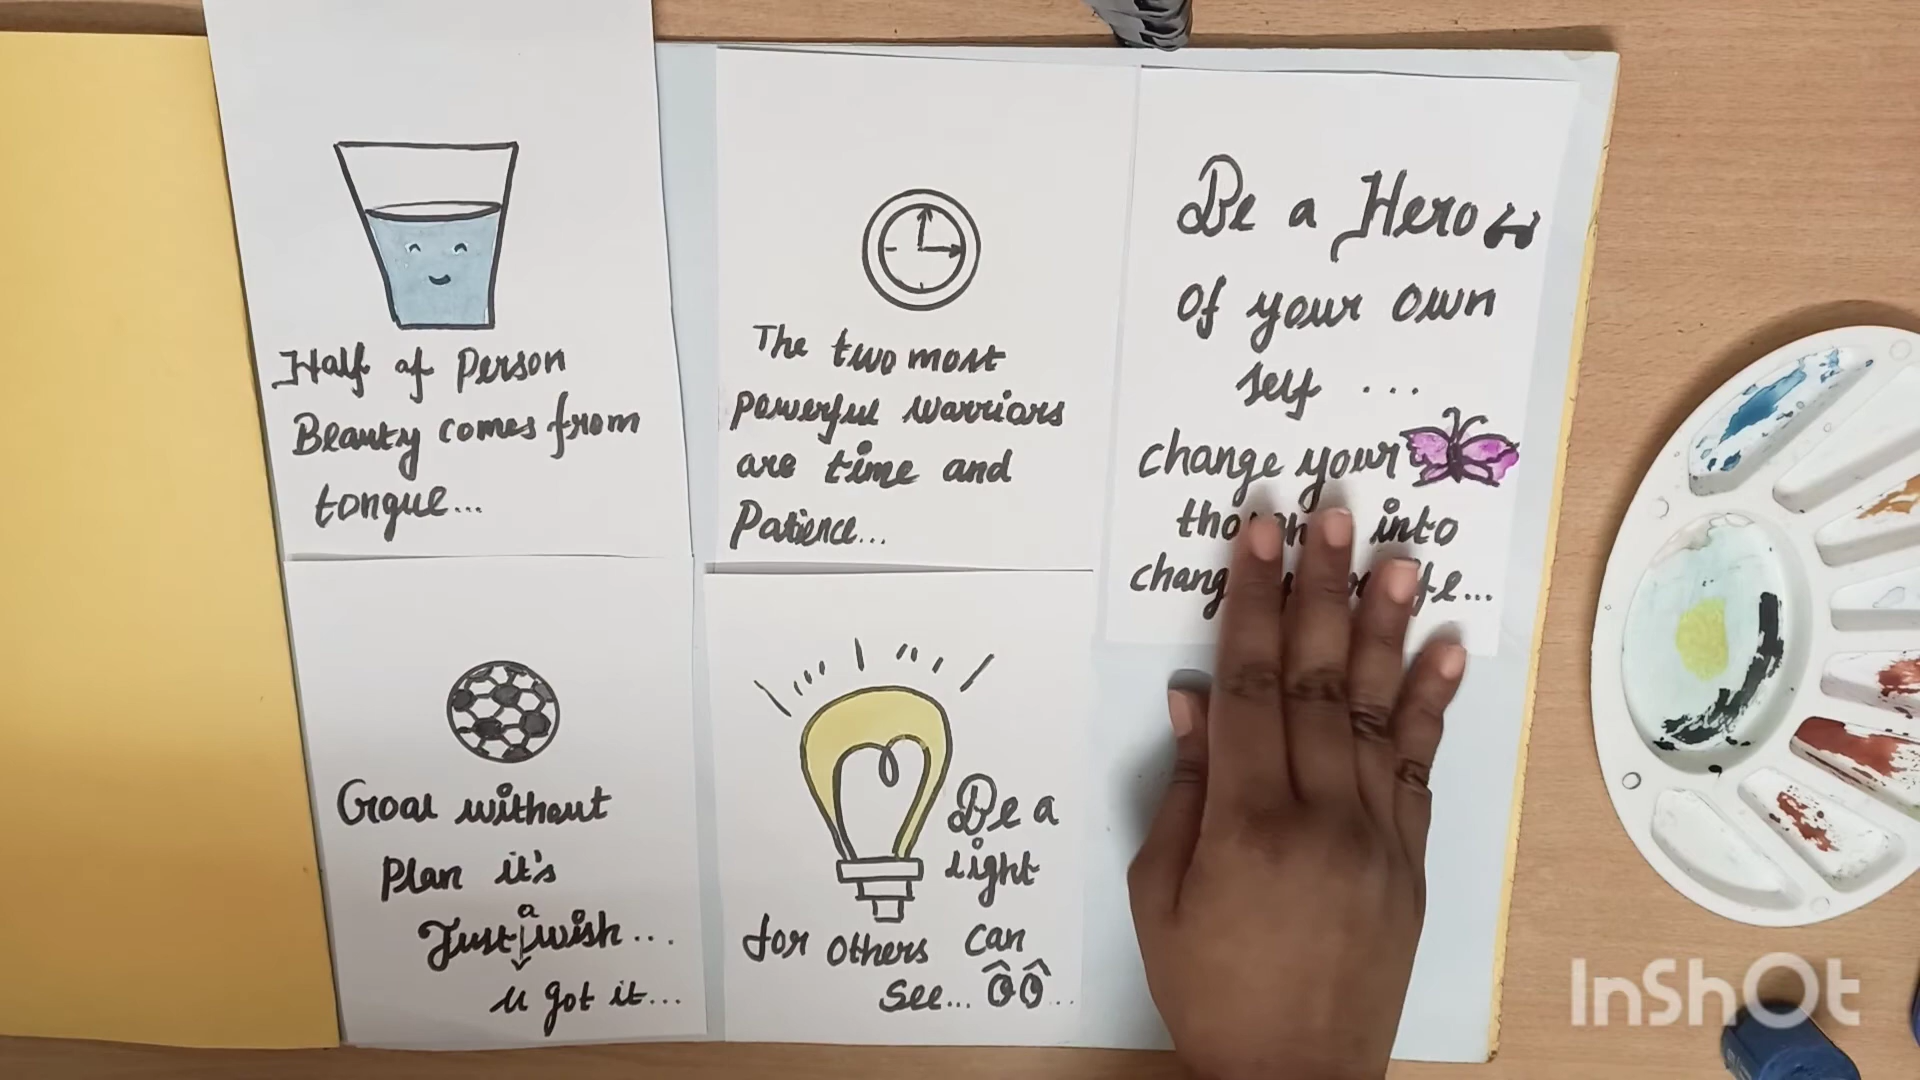 Half of Person
Beauty comes from
tongue...
The two most
powerful warriors
are time and
Patience...
Be a Hero
of your own
self ...
change your
into
life...
Goal without
Plan it's
Just a wish...
u got it...
Be a
light
for others can
see...
InShOt